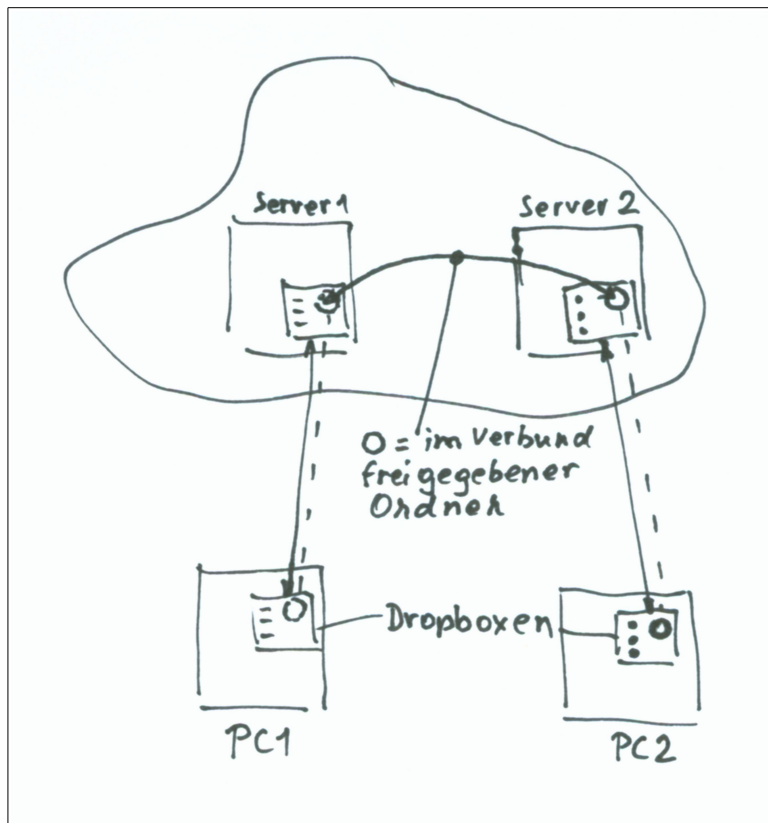 Server 1
Server 2
O = im Verbund
freigegebener
Ordner
Dropboxen
PC1
PC2